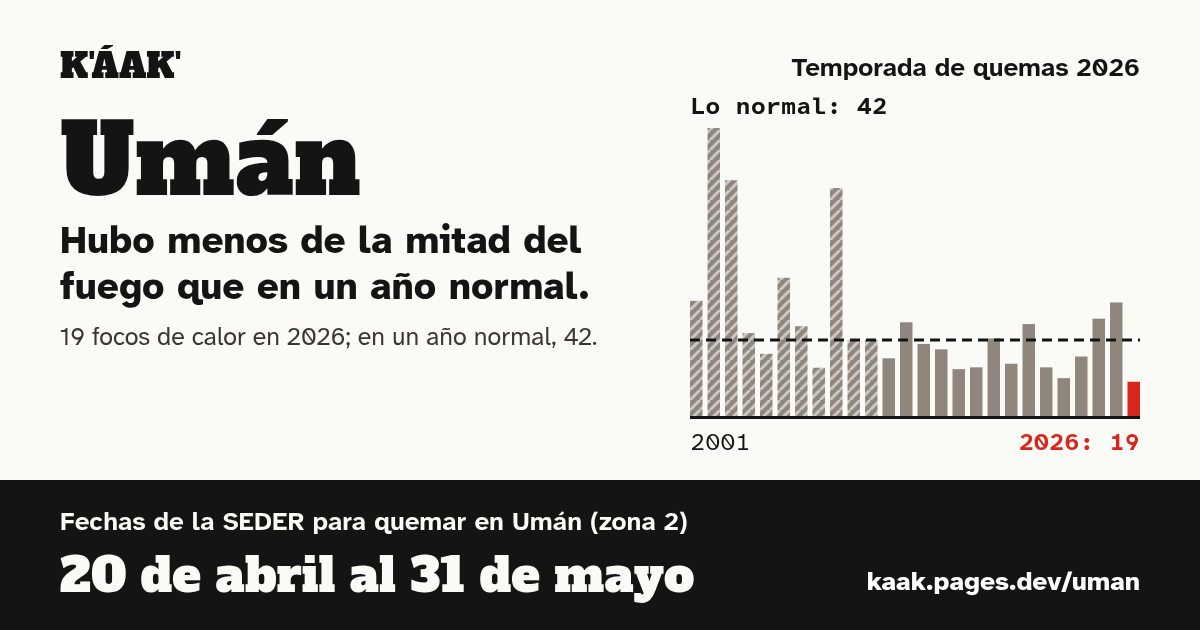 K'ÁAK'
Umán
Hubo menos de la mitad del
fuego que en un año normal.
19 focos de calor en 2026; en un año normal, 42.
Temporada de quemas 2026
Lo normal: 42
2001
2026: 19
Fechas de la SEDER para quemar en Umán (zona 2)
20 de abril al 31 de mayo
kaak.pages.dev/uman